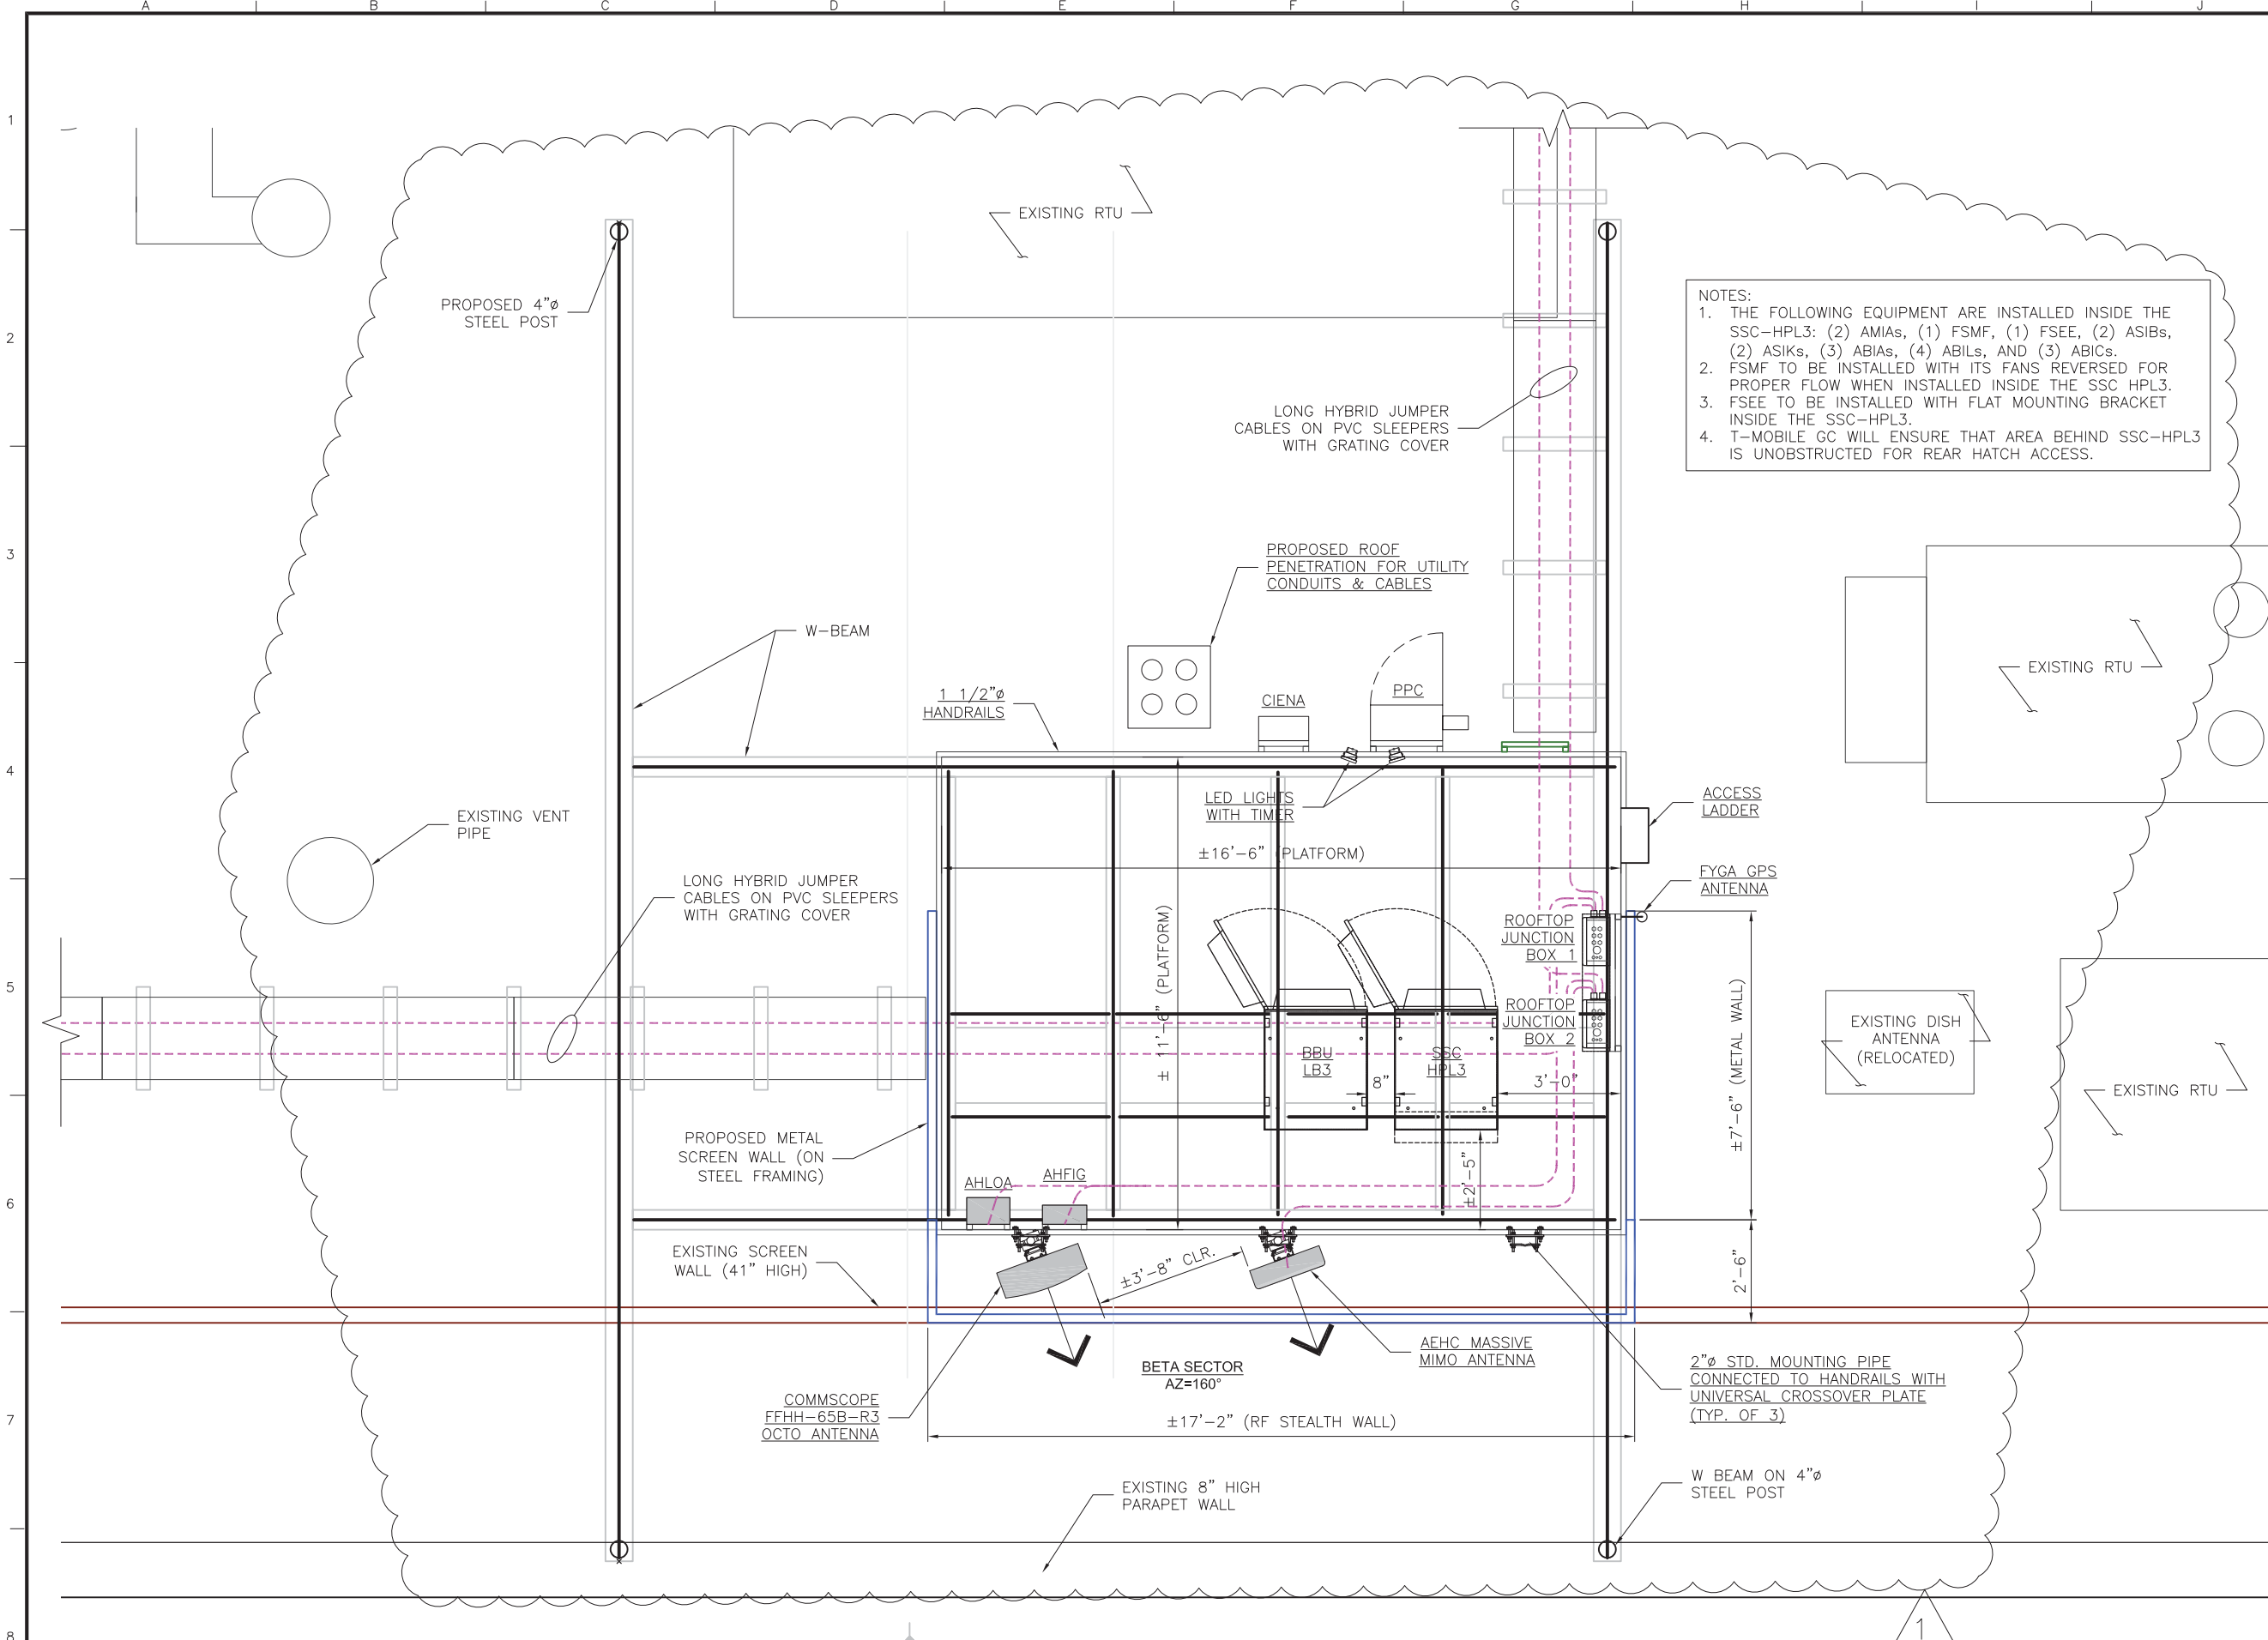 A B C D E F G H J
1
2
3
4
5
6
7
8
EXISTING RTU
PROPOSED 4"ø
STEEL POST
NOTES:
1. THE FOLLOWING EQUIPMENT ARE INSTALLED INSIDE THE
SSC-HPL3: (2) AMIAs, (1) FSMF, (1) FSEE, (2) ASIBs,
(2) ASIKs, (3) ABIAs, (4) ABILs, AND (3) ABICs.
2. FSMF TO BE INSTALLED WITH ITS FANS REVERSED FOR
PROPER FLOW WHEN INSTALLED INSIDE THE SSC HPL3.
3. FSEE TO BE INSTALLED WITH FLAT MOUNTING BRACKET
INSIDE THE SSC-HPL3.
4. T-MOBILE GC WILL ENSURE THAT AREA BEHIND SSC-HPL3
IS UNOBSTRUCTED FOR REAR HATCH ACCESS.
LONG HYBRID JUMPER
CABLES ON PVC SLEEPERS
WITH GRATING COVER
PROPOSED ROOF
PENETRATION FOR UTILITY
CONDUITS & CABLES
W-BEAM
EXISTING RTU
1 1/2"ø
HANDRAILS
CIENA
PPC
LED LIGHTS
WITH TIMER
ACCESS
LADDER
EXISTING VENT
PIPE
±16'-6" (PLATFORM)
FYGA GPS
ANTENNA
LONG HYBRID JUMPER
CABLES ON PVC SLEEPERS
WITH GRATING COVER
± 11'-6" (PLATFORM)
ROOFTOP
JUNCTION
BOX 1
ROOFTOP
JUNCTION
BOX 2
±7'-6" (METAL WALL)
EXISTING DISH
ANTENNA
(RELOCATED)
BBU
LB3
8"
SSC
HPL3
3'-0"
EXISTING RTU
PROPOSED METAL
SCREEN WALL (ON
STEEL FRAMING)
±2'-5"
AHLOA
AHFIG
EXISTING SCREEN
WALL (41" HIGH)
±3'-8" CLR.
2'-6"
AEHC MASSIVE
MIMO ANTENNA
BETA SECTOR
AZ=160°
2"ø STD. MOUNTING PIPE
CONNECTED TO HANDRAILS WITH
UNIVERSAL CROSSOVER PLATE
(TYP. OF 3)
COMMSCOPE
FFHH-65B-R3
OCTO ANTENNA
±17'-2" (RF STEALTH WALL)
EXISTING 8" HIGH
PARAPET WALL
W BEAM ON 4"ø
STEEL POST
1